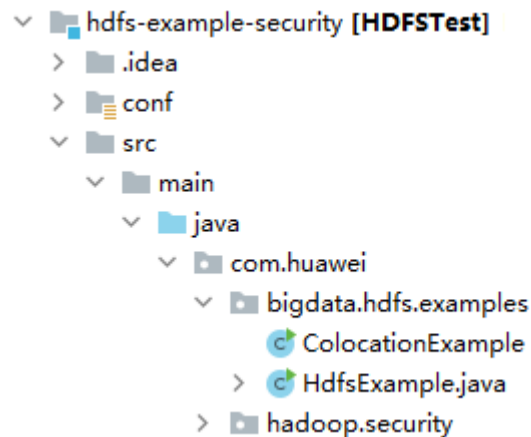 hdfs-example-security [HDFSTest]
.idea
conf
src
main
java
com.huawei
bigdata.hdfs.examples
ColocationExample
HdfsExample.java
hadoop.security